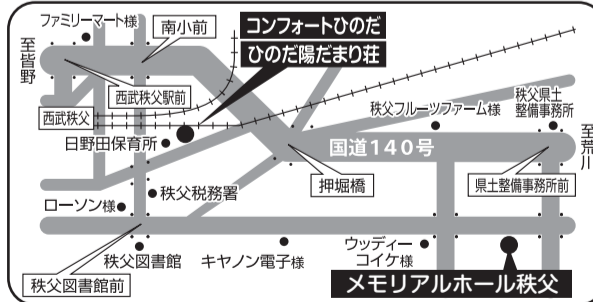 ファミリーマート様
南小前
コンフォートひのだ
ひのだ陽だまり荘
至皆野
西武秩父駅前
西武秩父
日野田保育所
秩父フルーツファーム様
秩父県土
整備事務所
至荒川
国道140号
押堀橋
県土整備事務所前
秩父税務署
ローソン様
秩父図書館
秩父図書館前
キヤノン電子様
ウッディー
コイケ様
メモリアルホール秩父